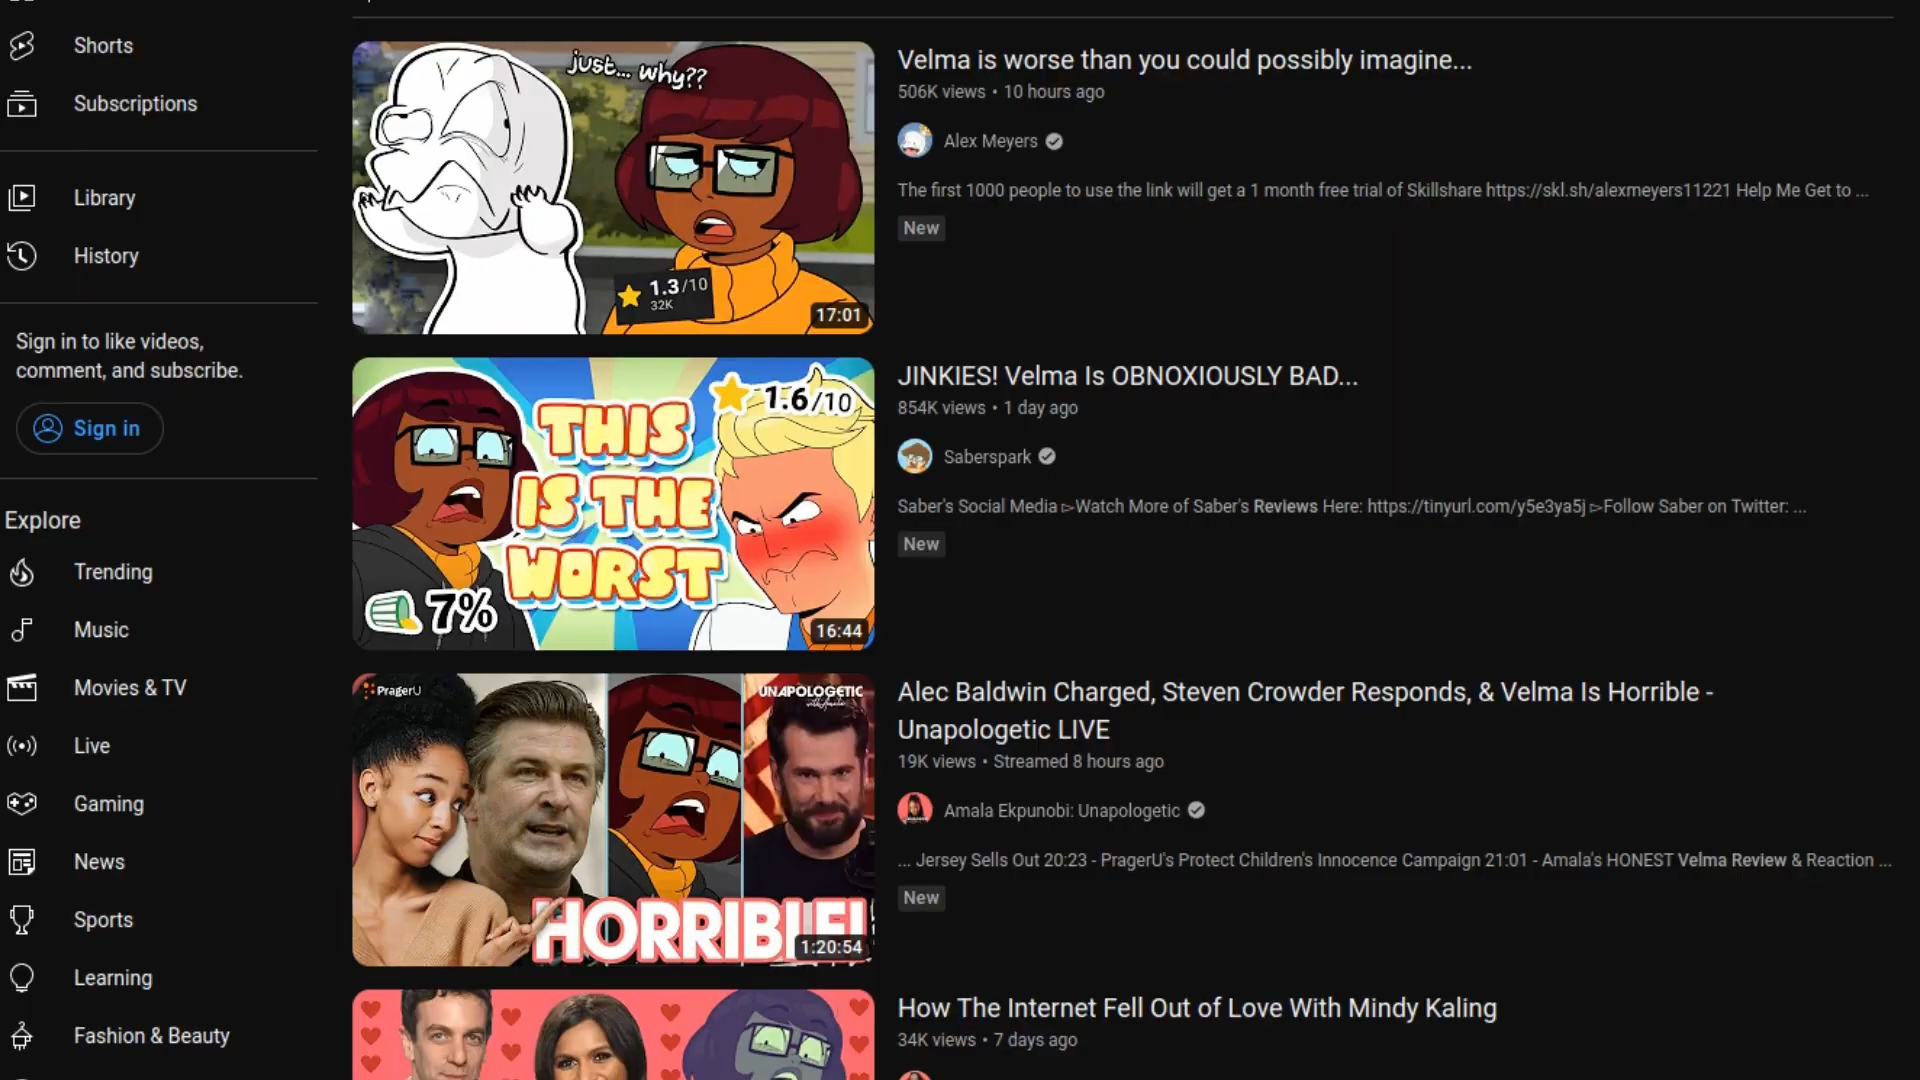 Shorts
Subscriptions
Library
History
Sign in to like videos,
comment, and subscribe.
Sign in
Explore
Trending
Music
Movies & TV
Live
Gaming
News
Sports
Learning
Fashion & Beauty
just... why??
1.3/10
32K
17:01
Velma is worse than you could possibly imagine...
506K views • 10 hours ago
Alex Meyers
The first 1000 people to use the link will get a 1 month free trial of Skillshare https://skl.sh/alexmeyers11221 Help Me Get to ...
New
1.6/10
THIS
IS THE
WORST
7%
16:44
JINKIES! Velma Is OBNOXIOUSLY BAD...
854K views • 1 day ago
Saberspark
Saber's Social Media ▻Watch More of Saber's Reviews Here: https://tinyurl.com/y5e3ya5j ▻Follow Saber on Twitter: ...
New
PragerU
UNAPOLOGETIC
HORRIBLE!
1:20:54
Alec Baldwin Charged, Steven Crowder Responds, & Velma Is Horrible -
Unapologetic LIVE
19K views • Streamed 8 hours ago
Amala Ekpunobi: Unapologetic
... Jersey Sells Out 20:23 - PragerU's Protect Children's Innocence Campaign 21:01 - Amala's HONEST Velma Review & Reaction ...
New
How The Internet Fell Out of Love With Mindy Kaling
34K views • 7 days ago